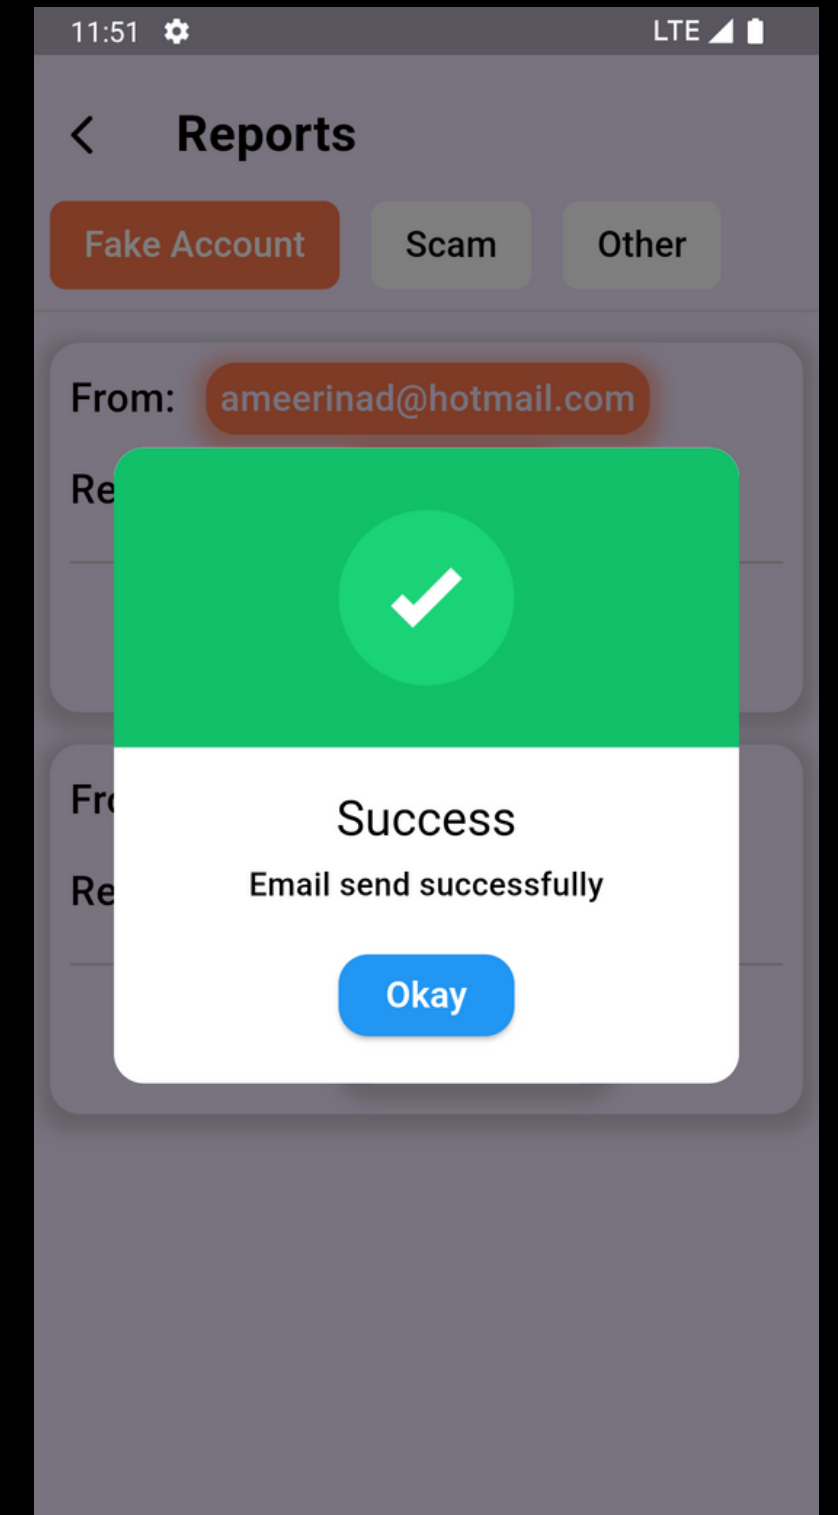 11:51 LTE
Reports
Fake Account Scam Other
From: ameerinad@hotmail.com
Re
Success
Fro
Email send successfully
Re
Okay